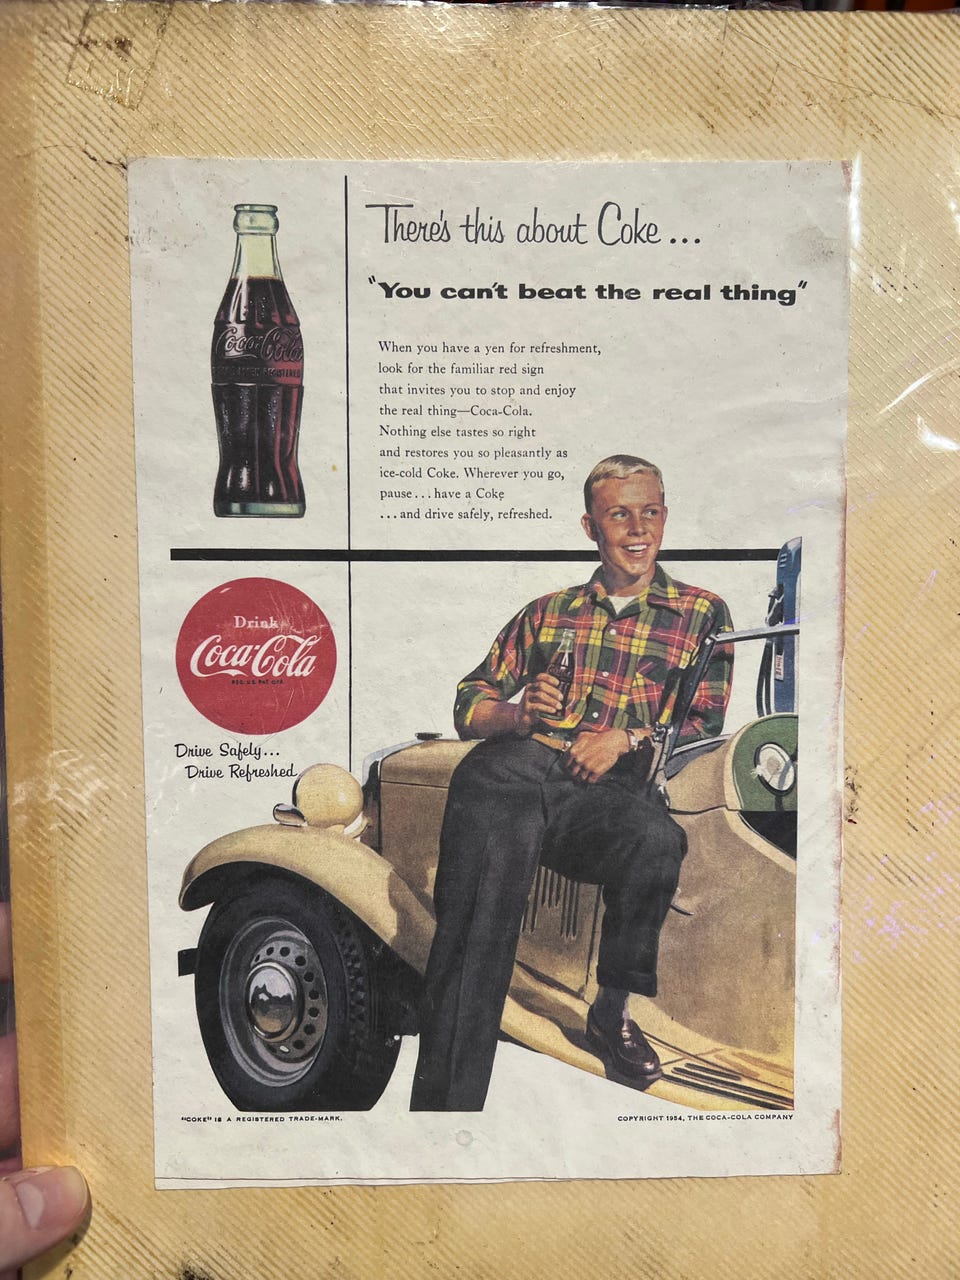 There's this about Coke...
"You can't beat the real thing"
When you have a yen for refreshment,
look for the familiar red sign
that invites you to stop and enjoy
the real thing—Coca-Cola.
Nothing else tastes so right
and restores you so pleasantly as
ice-cold Coke. Wherever you go,
pause...have a Coke
...and drive safely, refreshed.
Coca-Cola
Drink
Coca-Cola
REG. U.S. PAT. OFF.
Drive Safely...
Drive Refreshed
"COKE" IS A REGISTERED TRADE-MARK.
COPYRIGHT 1954, THE COCA-COLA COMPANY